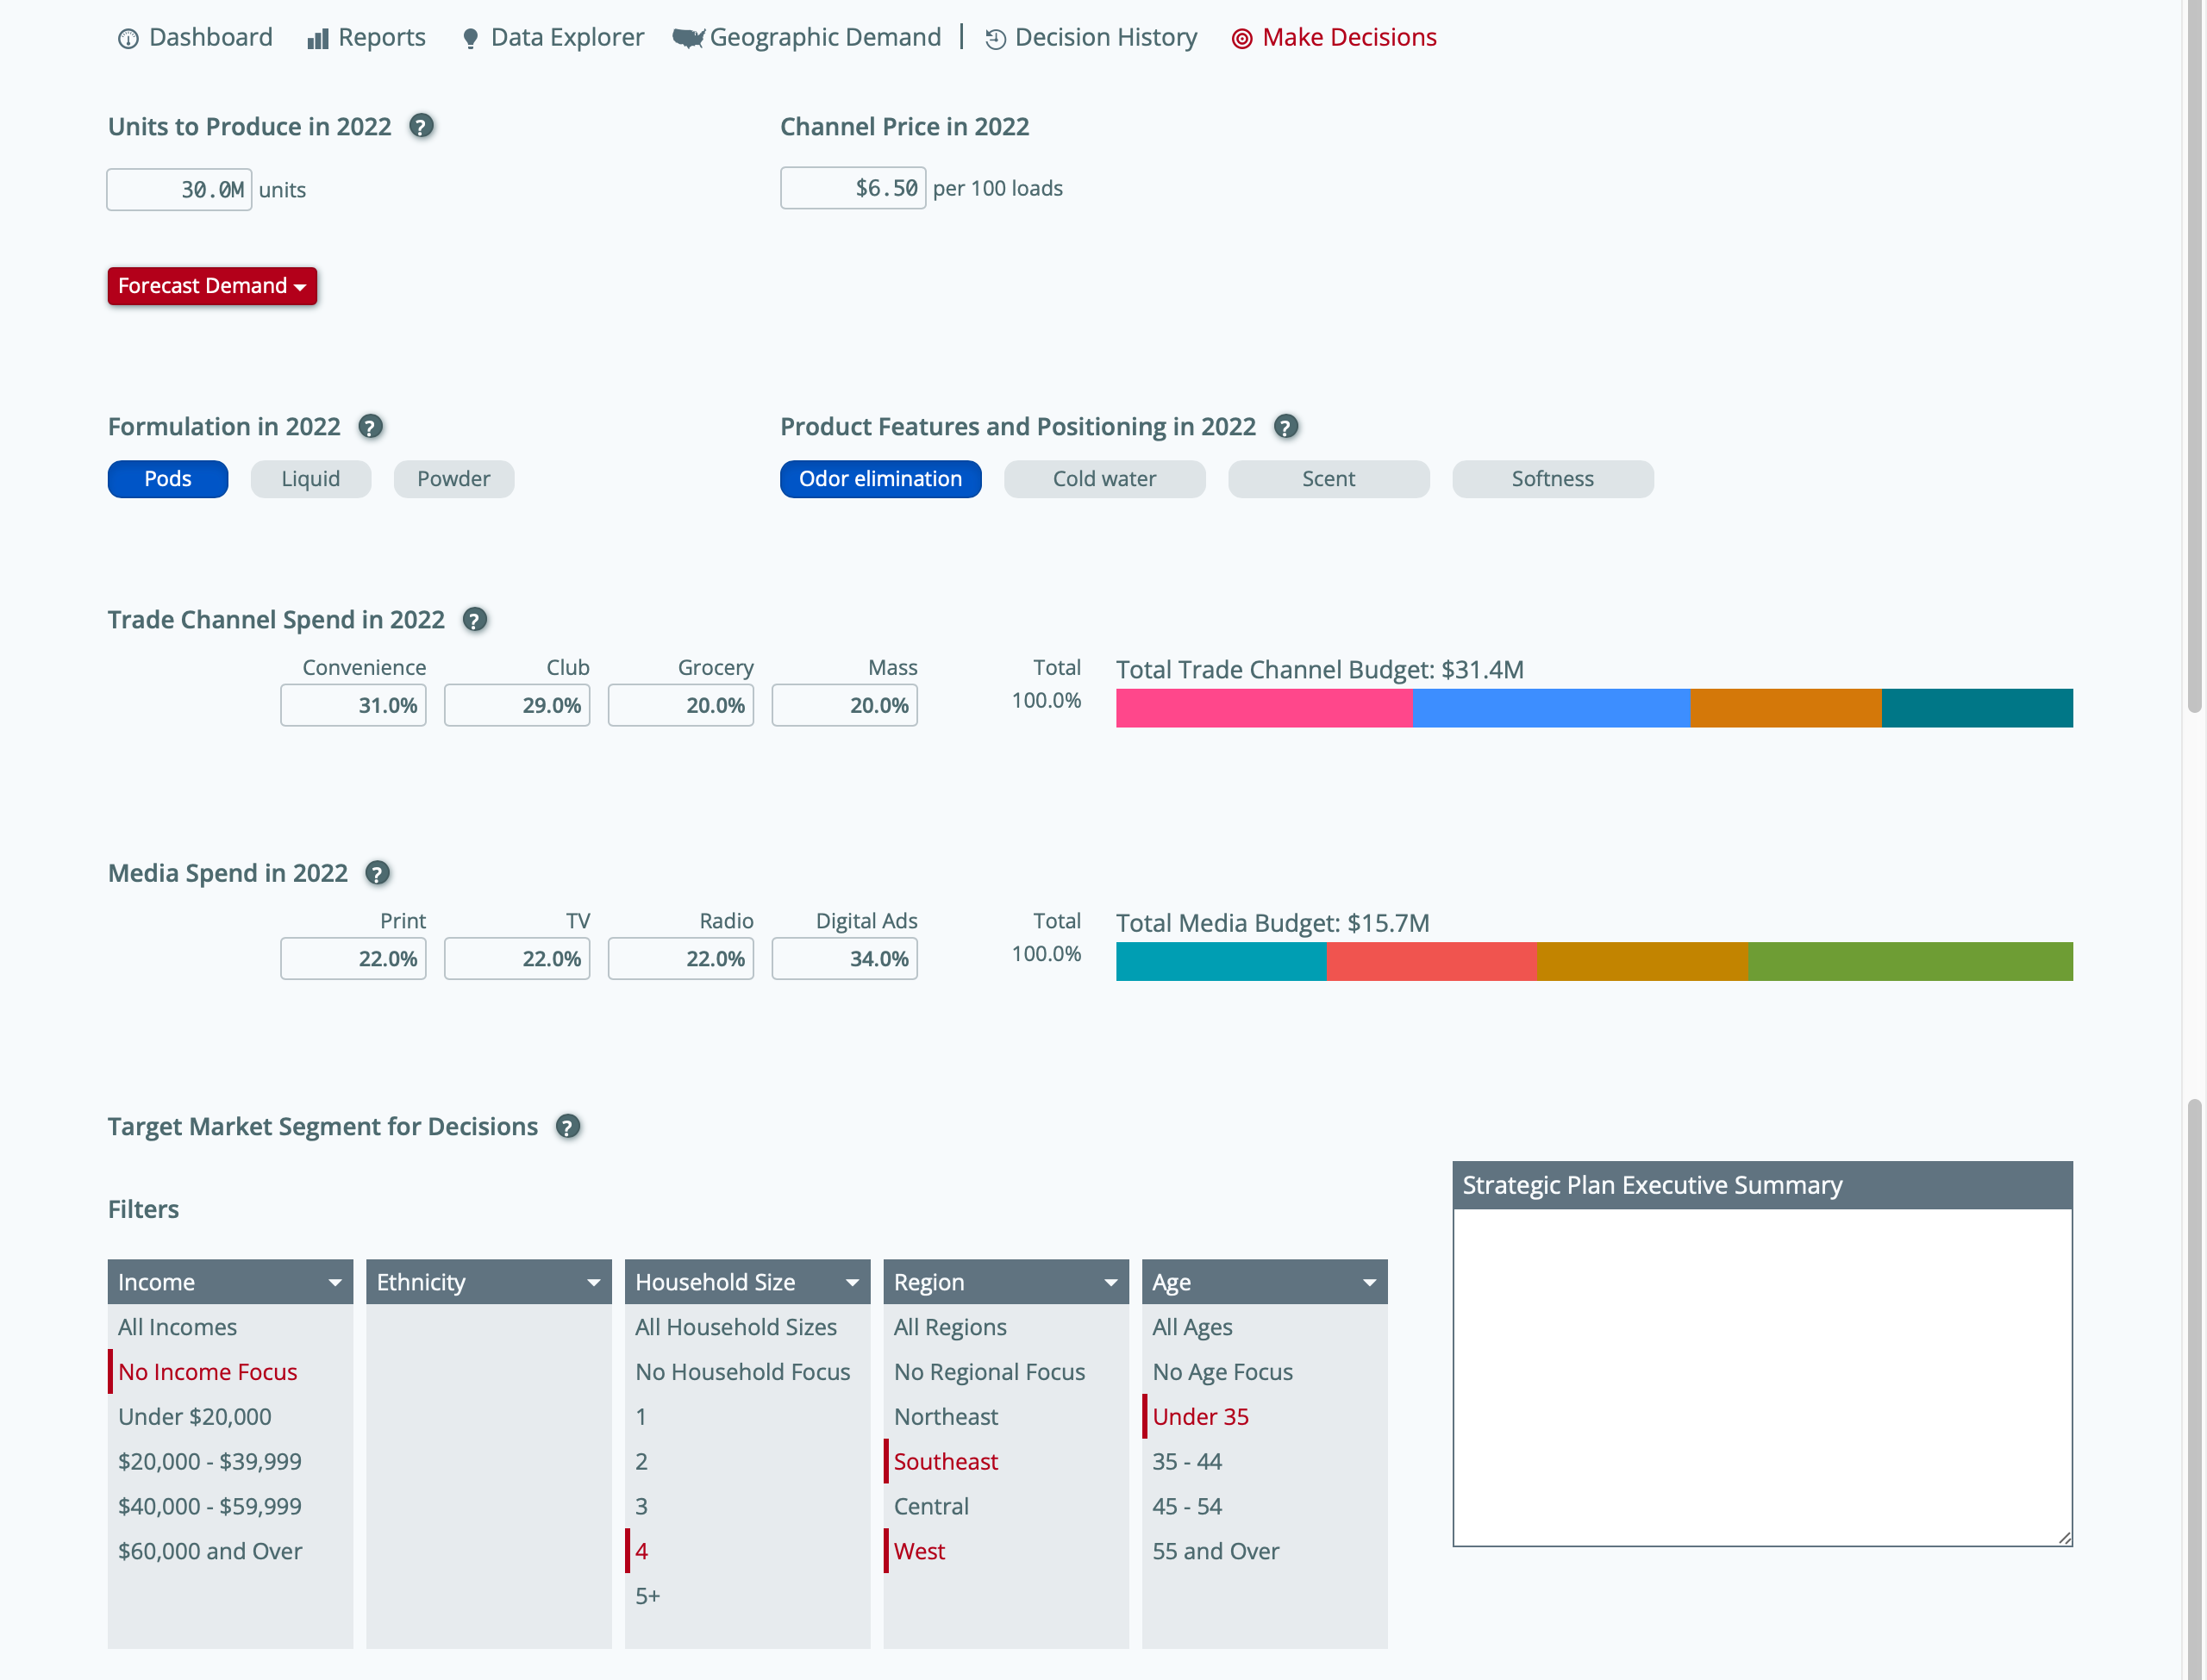 Dashboard Reports Data Explorer Geographic Demand | Decision History Make Decisions
Units to Produce in 2022 ?
Channel Price in 2022
30.0M units
$6.50 per 100 loads
Forecast Demand
Formulation in 2022 ?
Product Features and Positioning in 2022 ?
Pods Liquid Powder
Odor elimination Cold water Scent Softness
Trade Channel Spend in 2022 ?
Convenience Club Grocery Mass Total
31.0% 29.0% 20.0% 20.0% 100.0%
Total Trade Channel Budget: $31.4M
Media Spend in 2022 ?
Print TV Radio Digital Ads Total
22.0% 22.0% 22.0% 34.0% 100.0%
Total Media Budget: $15.7M
Target Market Segment for Decisions ?
Filters
Income
All Incomes
No Income Focus
Under $20,000
$20,000 - $39,999
$40,000 - $59,999
$60,000 and Over
Ethnicity
Household Size
All Household Sizes
No Household Focus
1
2
3
4
5+
Region
All Regions
No Regional Focus
Northeast
Southeast
Central
West
Age
All Ages
No Age Focus
Under 35
35 - 44
45 - 54
55 and Over
Strategic Plan Executive Summary